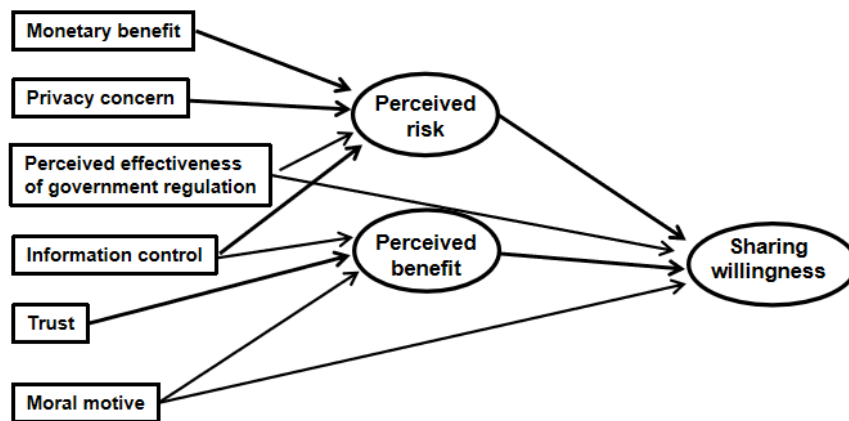 Monetary benefit
Privacy concern
Perceived effectiveness
of government regulation
Information control
Trust
Moral motive
Perceived
risk
Perceived
benefit
Sharing
willingness